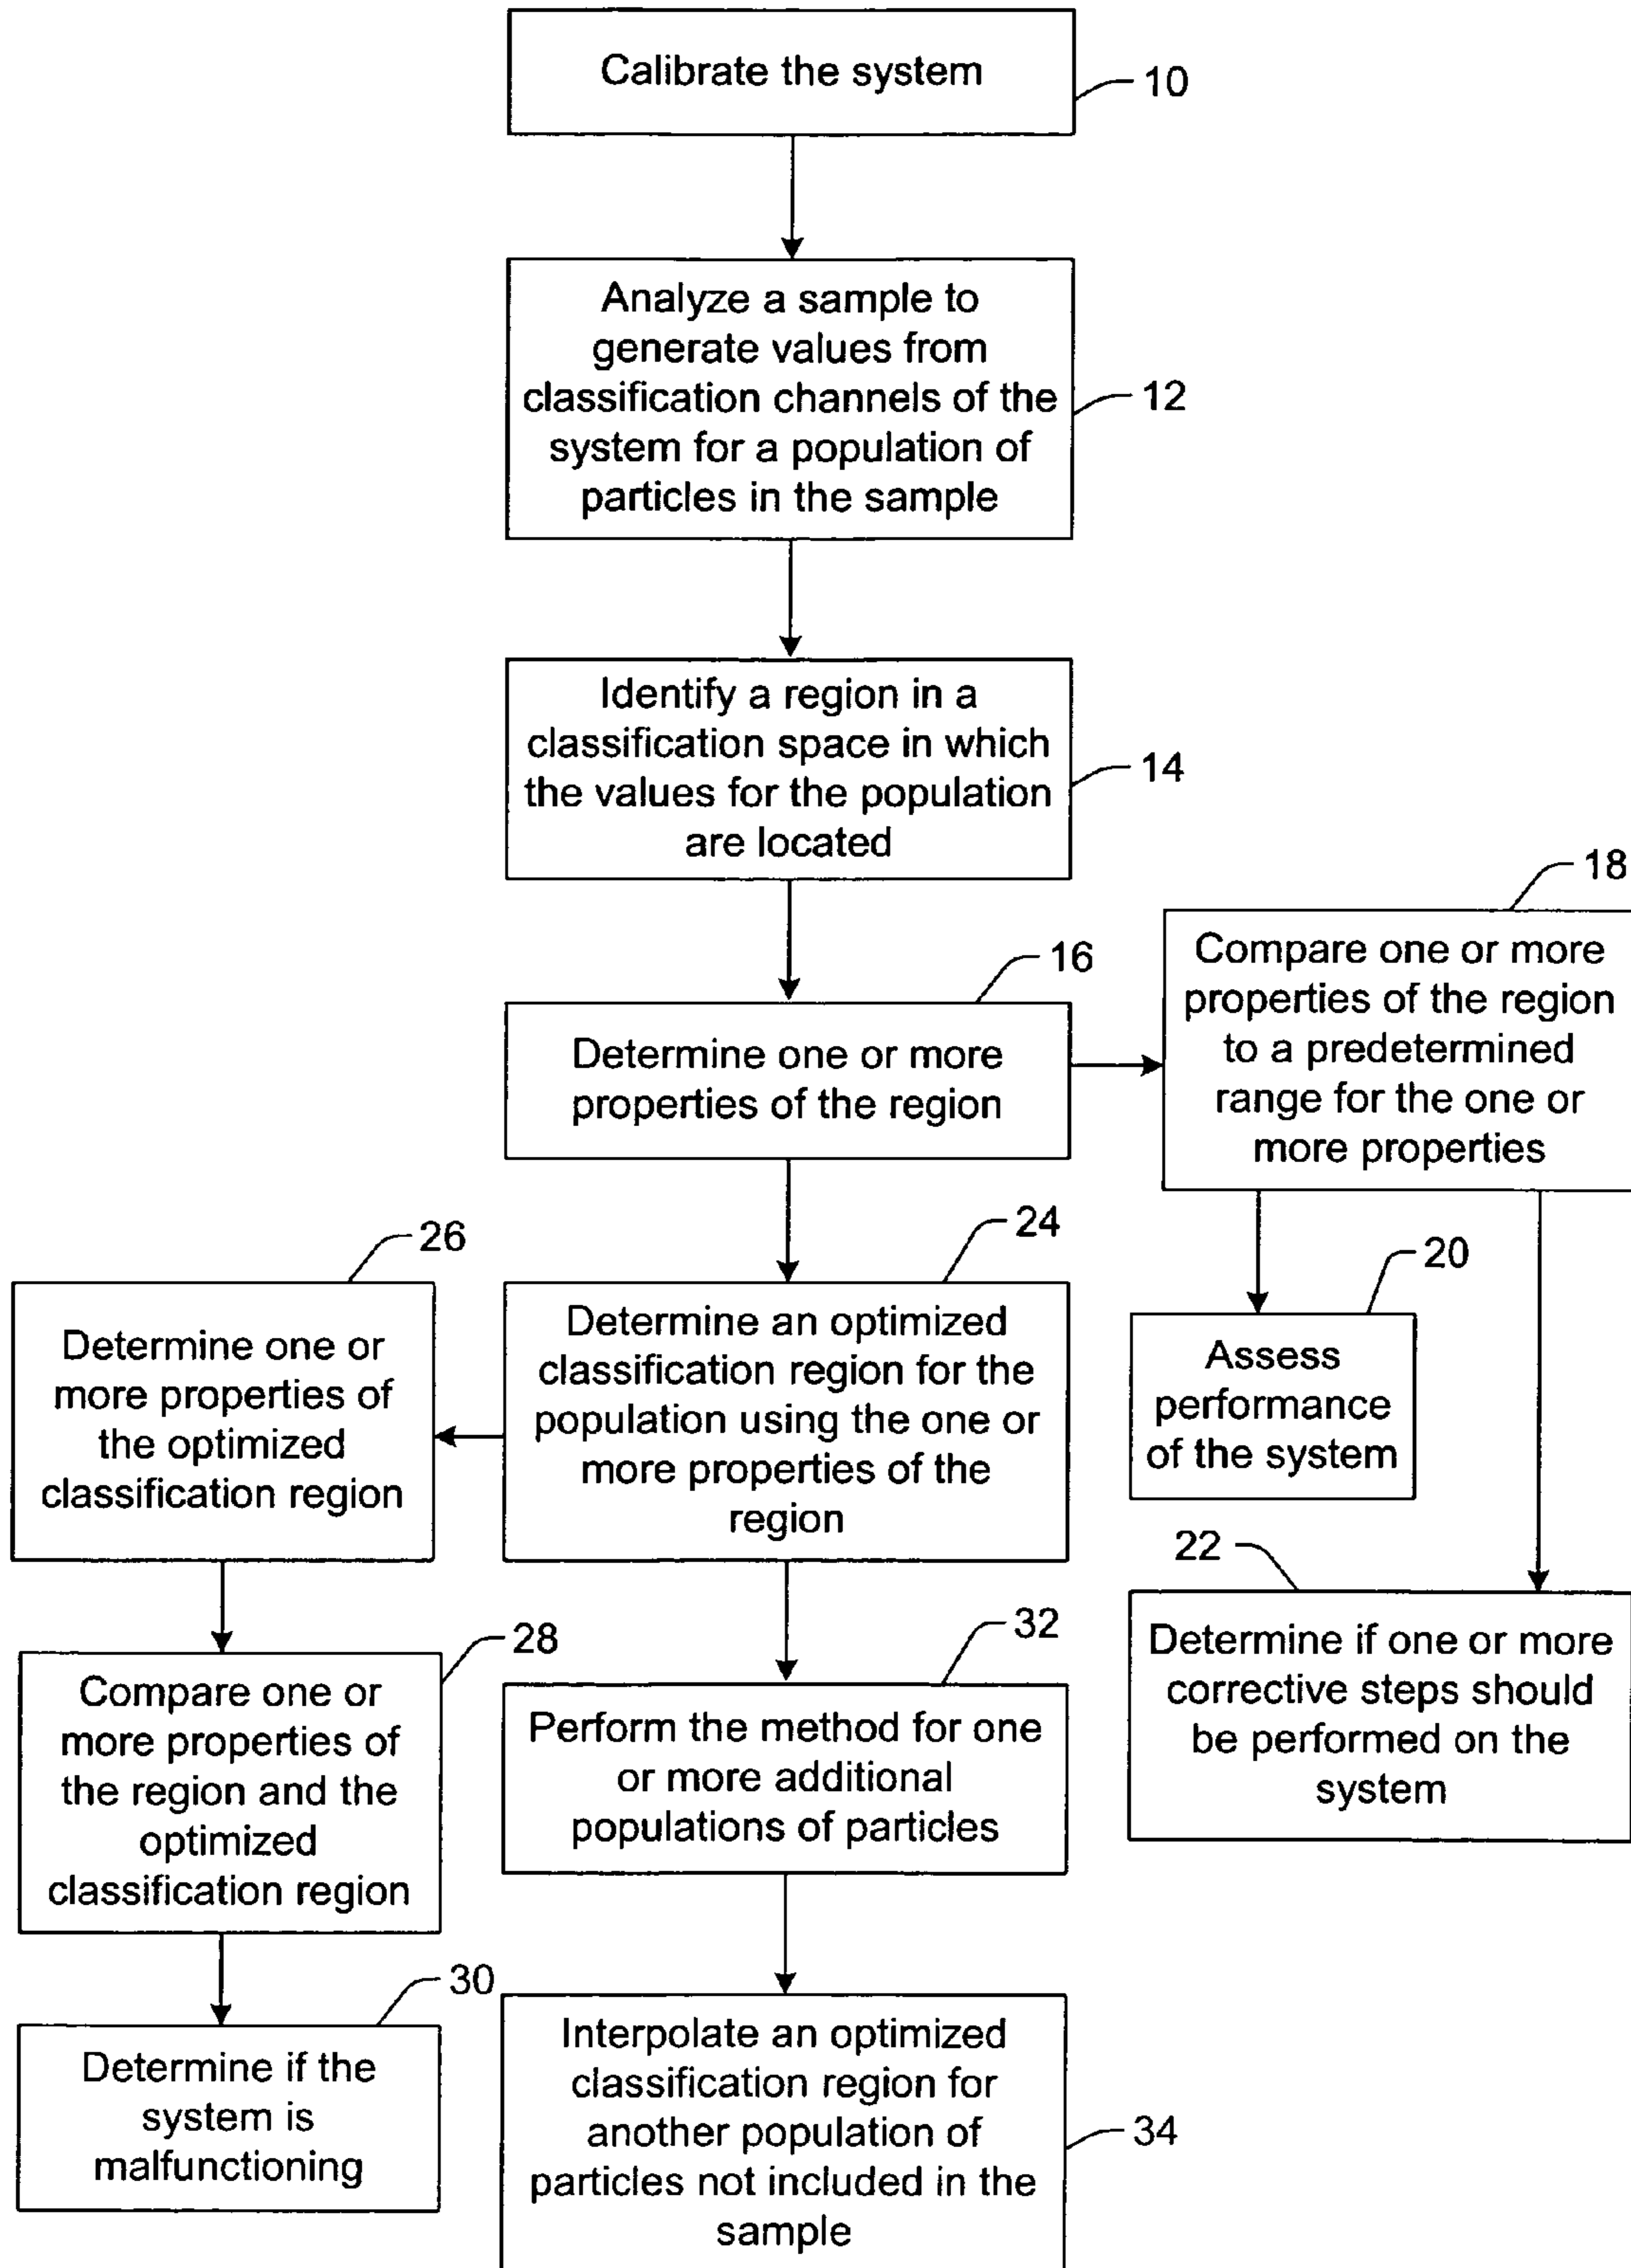 Calibrate the system
10
Analyze a sample to
generate values from
classification channels of the
system for a population of
particles in the sample
12
Identify a region in a
classification space in which
the values for the population
are located
14
16
Determine one or more
properties of the region
18
Compare one or more
properties of the region
to a predetermined
range for the one or
more properties
20
Assess
performance
of the system
22
Determine if one or more
corrective steps should
be performed on the
system
24
Determine an optimized
classification region for the
population using the one or
more properties of the
region
26
Determine one or
more properties of
the optimized
classification region
28
Compare one or
more properties of
the region and the
optimized
classification region
30
Determine if the
system is
malfunctioning
32
Perform the method for one
or more additional
populations of particles
Interpolate an optimized
classification region for
another population of
particles not included in the
sample
34